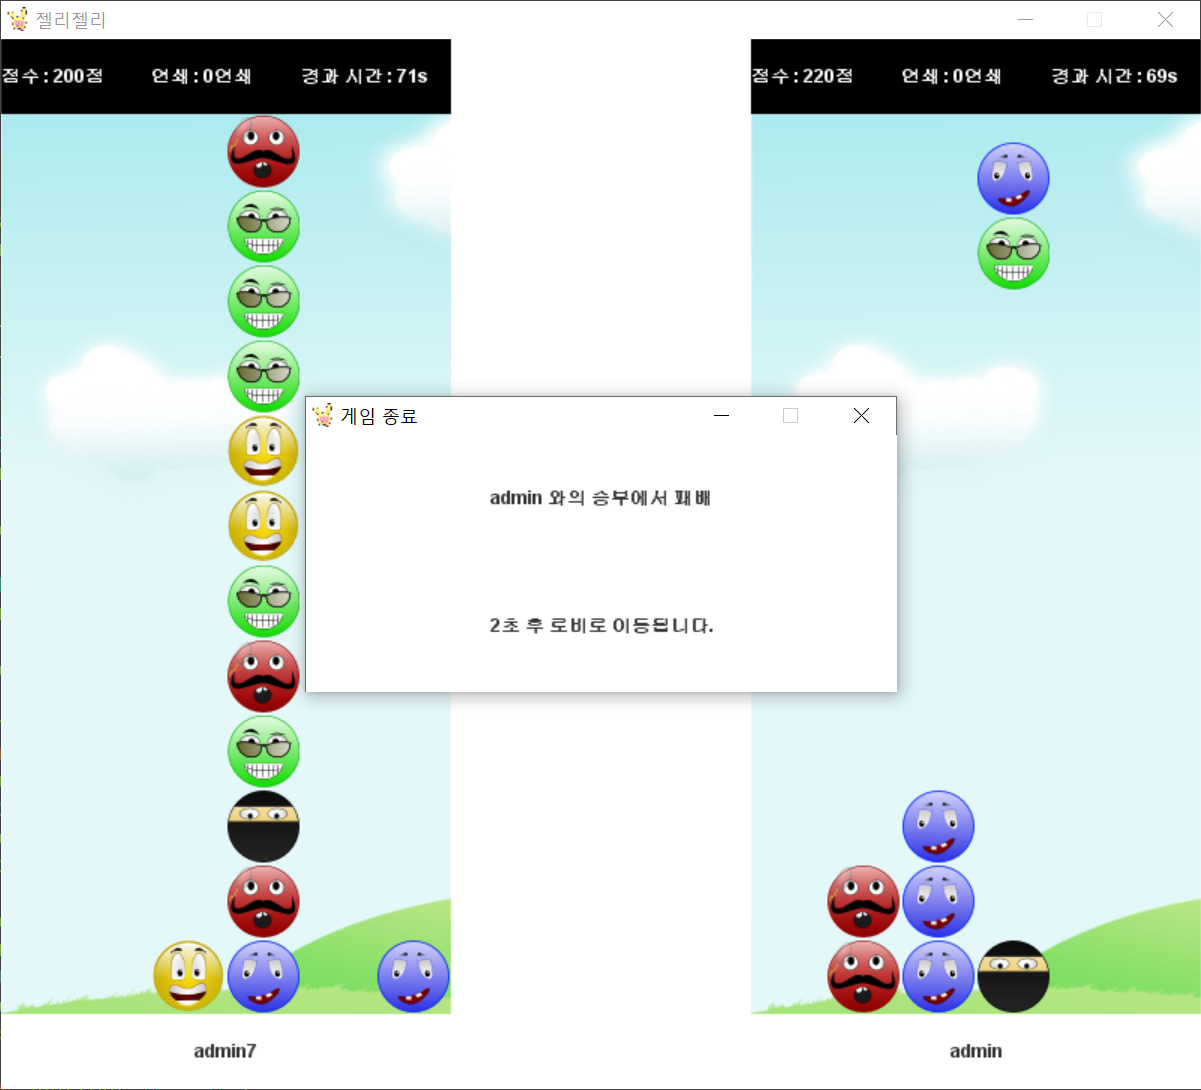 젤리젤리
점수 : 200점 연쇄 : 0연쇄 경과 시간 : 71s
점수 : 220점 연쇄 : 0연쇄 경과 시간 : 69s
게임 종료
admin 와의 승부에서 패배
2초 후 로비로 이동됩니다.
admin7
admin